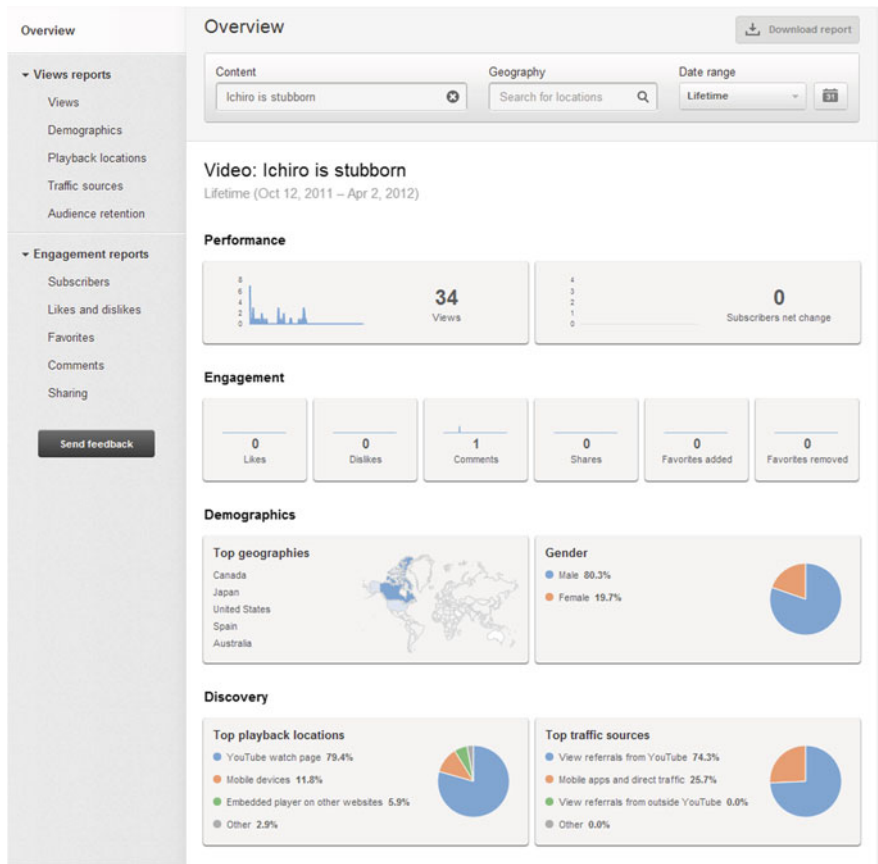 Overview
Views reports
Views
Demographics
Playback locations
Traffic sources
Audience retention
Engagement reports
Subscribers
Likes and dislikes
Favorites
Comments
Sharing
Send feedback
Overview
Download report
Content
Geography
Date range
Ichiro is stubborn
Search for locations
Lifetime
31
Video: Ichiro is stubborn
Lifetime (Oct 12, 2011 – Apr 2, 2012)
Performance
8
6
4
2
0
34
Views
4
3
2
1
0
0
Subscribers net change
Engagement
0
Likes
0
Dislikes
1
Comments
0
Shares
0
Favorites added
0
Favorites removed
Demographics
Top geographies
Canada
Japan
United States
Spain
Australia
Gender
Male 80.3%
Female 19.7%
Discovery
Top playback locations
YouTube watch page 79.4%
Mobile devices 11.8%
Embedded player on other websites 5.9%
Other 2.9%
Top traffic sources
View referrals from YouTube 74.3%
Mobile apps and direct traffic 25.7%
View referrals from outside YouTube 0.0%
Other 0.0%